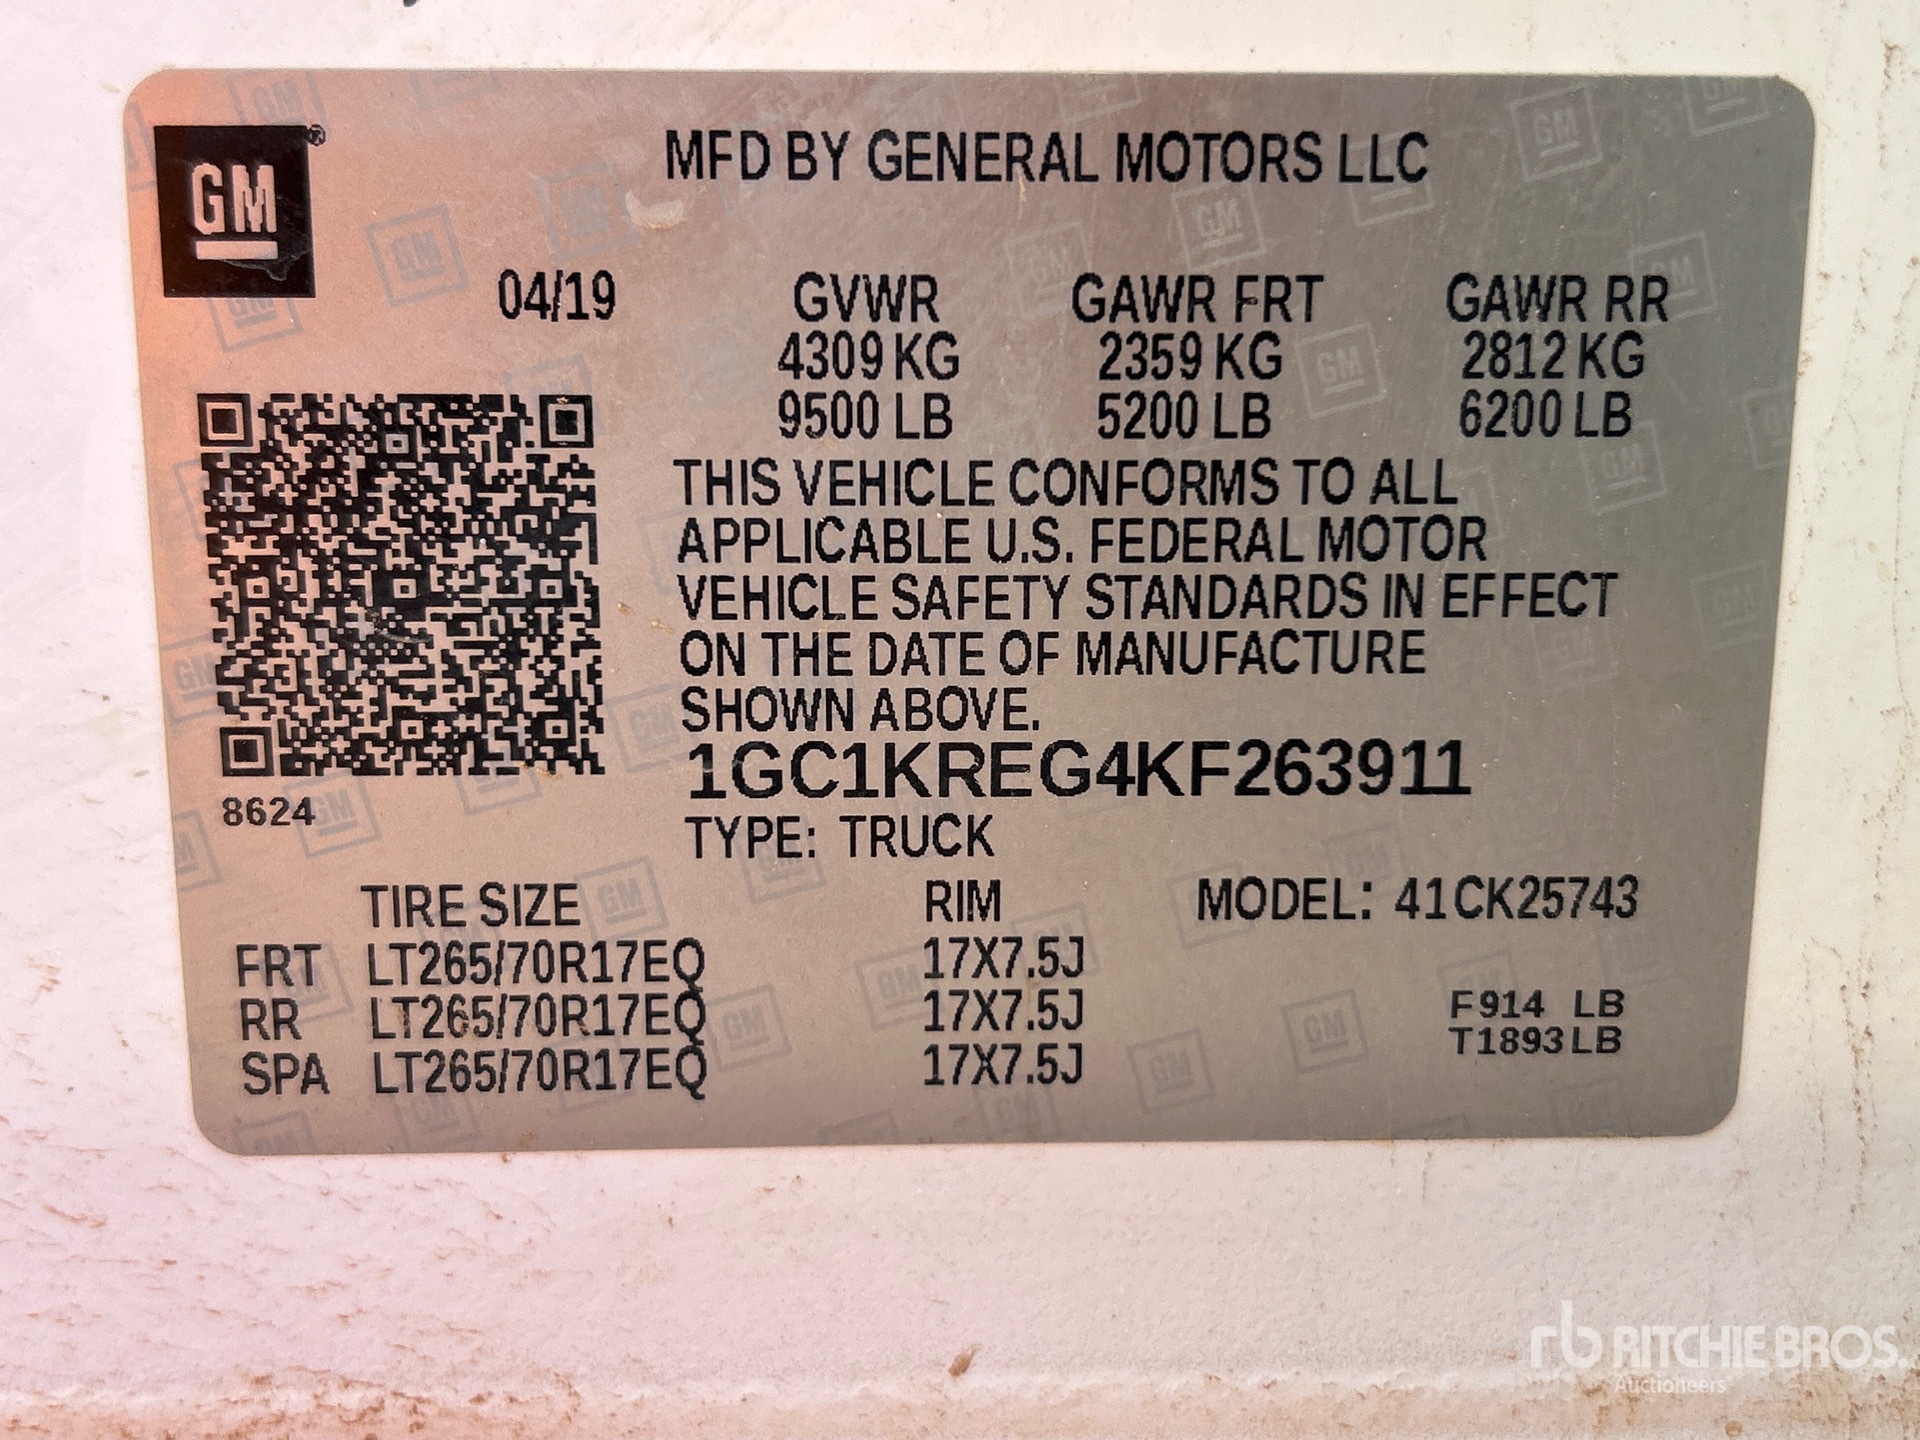 GM®
MFD BY GENERAL MOTORS LLC
04/19 GVWR GAWR FRT GAWR RR
4309 KG 2359 KG 2812 KG
9500 LB 5200 LB 6200 LB
THIS VEHICLE CONFORMS TO ALL
APPLICABLE U.S. FEDERAL MOTOR
VEHICLE SAFETY STANDARDS IN EFFECT
ON THE DATE OF MANUFACTURE
SHOWN ABOVE.
1GC1KREG4KF263911
8624
TYPE: TRUCK
TIRE SIZE RIM MODEL: 41CK25743
FRT LT265/70R17EQ 17X7.5J
RR LT265/70R17EQ 17X7.5J F914 LB
SPA LT265/70R17EQ 17X7.5J T1893LB
rb RITCHIE BROS.
Auctioneers